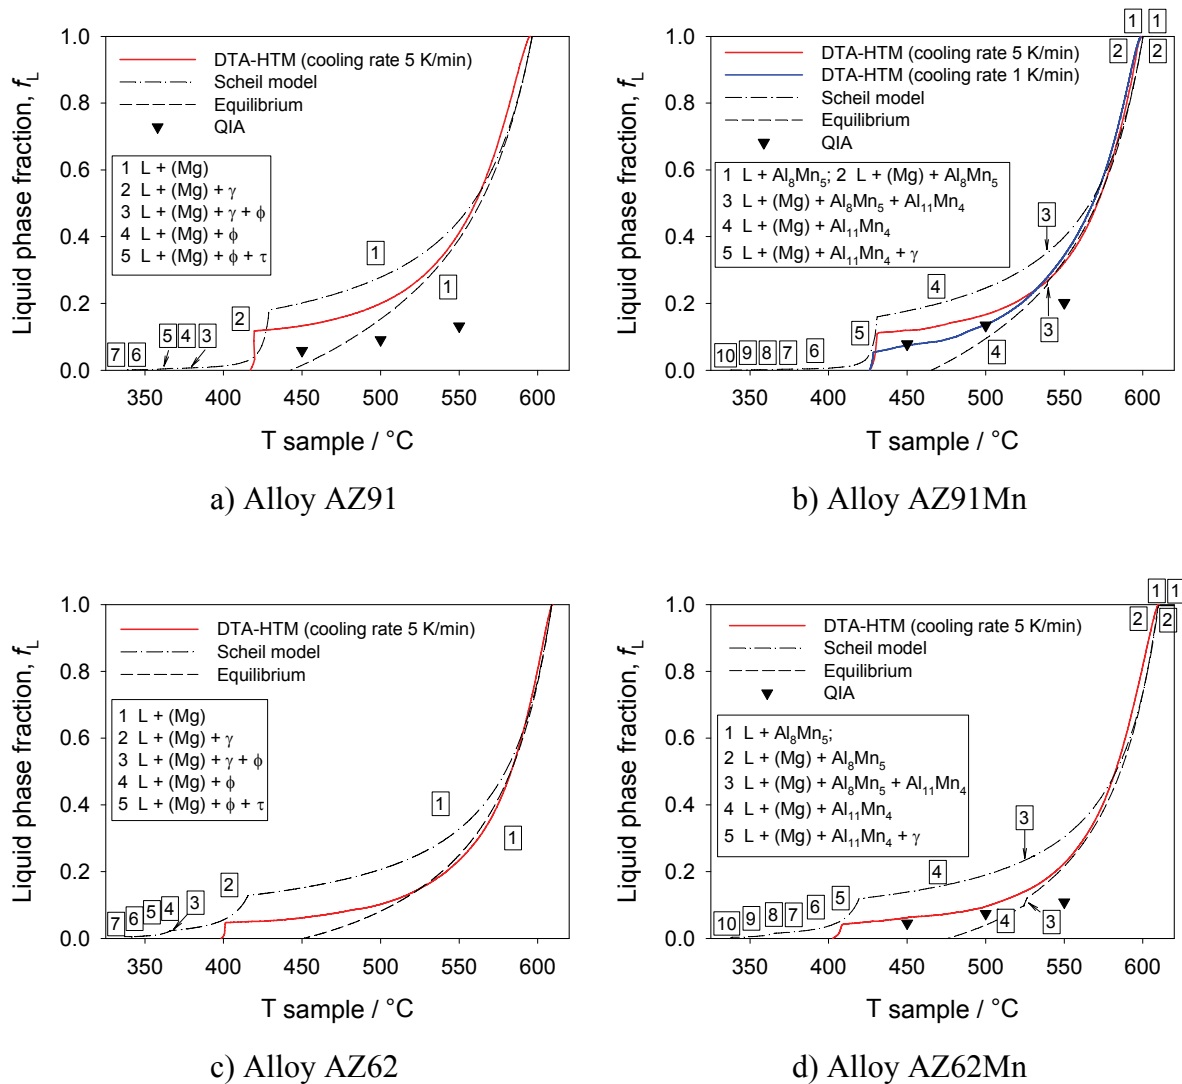 Liquid phase fraction, fL
1.0
0.8
0.6
0.4
0.2
0.0
DTA-HTM (cooling rate 5 K/min)
Scheil model
Equilibrium
QIA
1 L + (Mg)
2 L + (Mg) + γ
3 L + (Mg) + γ + ϕ
4 L + (Mg) + ϕ
5 L + (Mg) + ϕ + τ
1
1
2
7 6 5 4 3
350 400 450 500 550 600
T sample / °C
a) Alloy AZ91
Liquid phase fraction, fL
1.0
0.8
0.6
0.4
0.2
0.0
1 1
2 2
DTA-HTM (cooling rate 5 K/min)
DTA-HTM (cooling rate 1 K/min)
Scheil model
Equilibrium
QIA
1 L + Al8Mn5; 2 L + (Mg) + Al8Mn5
3 L + (Mg) + Al8Mn5 + Al11Mn4
4 L + (Mg) + Al11Mn4
5 L + (Mg) + Al11Mn4 + γ
3
4
5
3
4
10 9 8 7 6
350 400 450 500 550 600
T sample / °C
b) Alloy AZ91Mn
Liquid phase fraction, fL
1.0
0.8
0.6
0.4
0.2
0.0
DTA-HTM (cooling rate 5 K/min)
Scheil model
Equilibrium
1 L + (Mg)
2 L + (Mg) + γ
3 L + (Mg) + γ + ϕ
4 L + (Mg) + ϕ
5 L + (Mg) + ϕ + τ
1
1
2
7 6 5 4 3
350 400 450 500 550 600
T sample / °C
c) Alloy AZ62
Liquid phase fraction, fL
1.0
0.8
0.6
0.4
0.2
0.0
1 1
2 2
DTA-HTM (cooling rate 5 K/min)
Scheil model
Equilibrium
QIA
1 L + Al8Mn5;
2 L + (Mg) + Al8Mn5
3 L + (Mg) + Al8Mn5 + Al11Mn4
4 L + (Mg) + Al11Mn4
5 L + (Mg) + Al11Mn4 + γ
3
4
4
3
10 9 8 7 6 5
350 400 450 500 550 600
T sample / °C
d) Alloy AZ62Mn